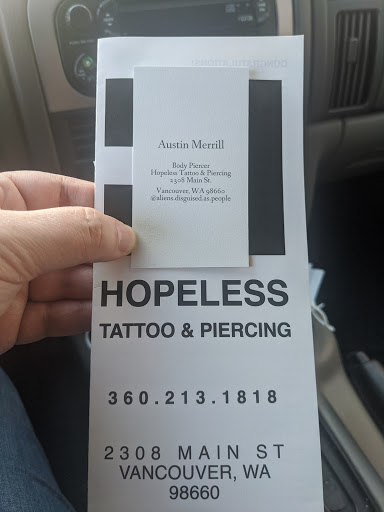 Austin Merrill
Body Piercer
Hopeless Tattoo & Piercing
2308 Main St.
Vancouver, WA 98660
@aliens.disguised.as.people
HOPELESS
TATTOO & PIERCING
360.213.1818
2308 MAIN ST
VANCOUVER, WA
98660